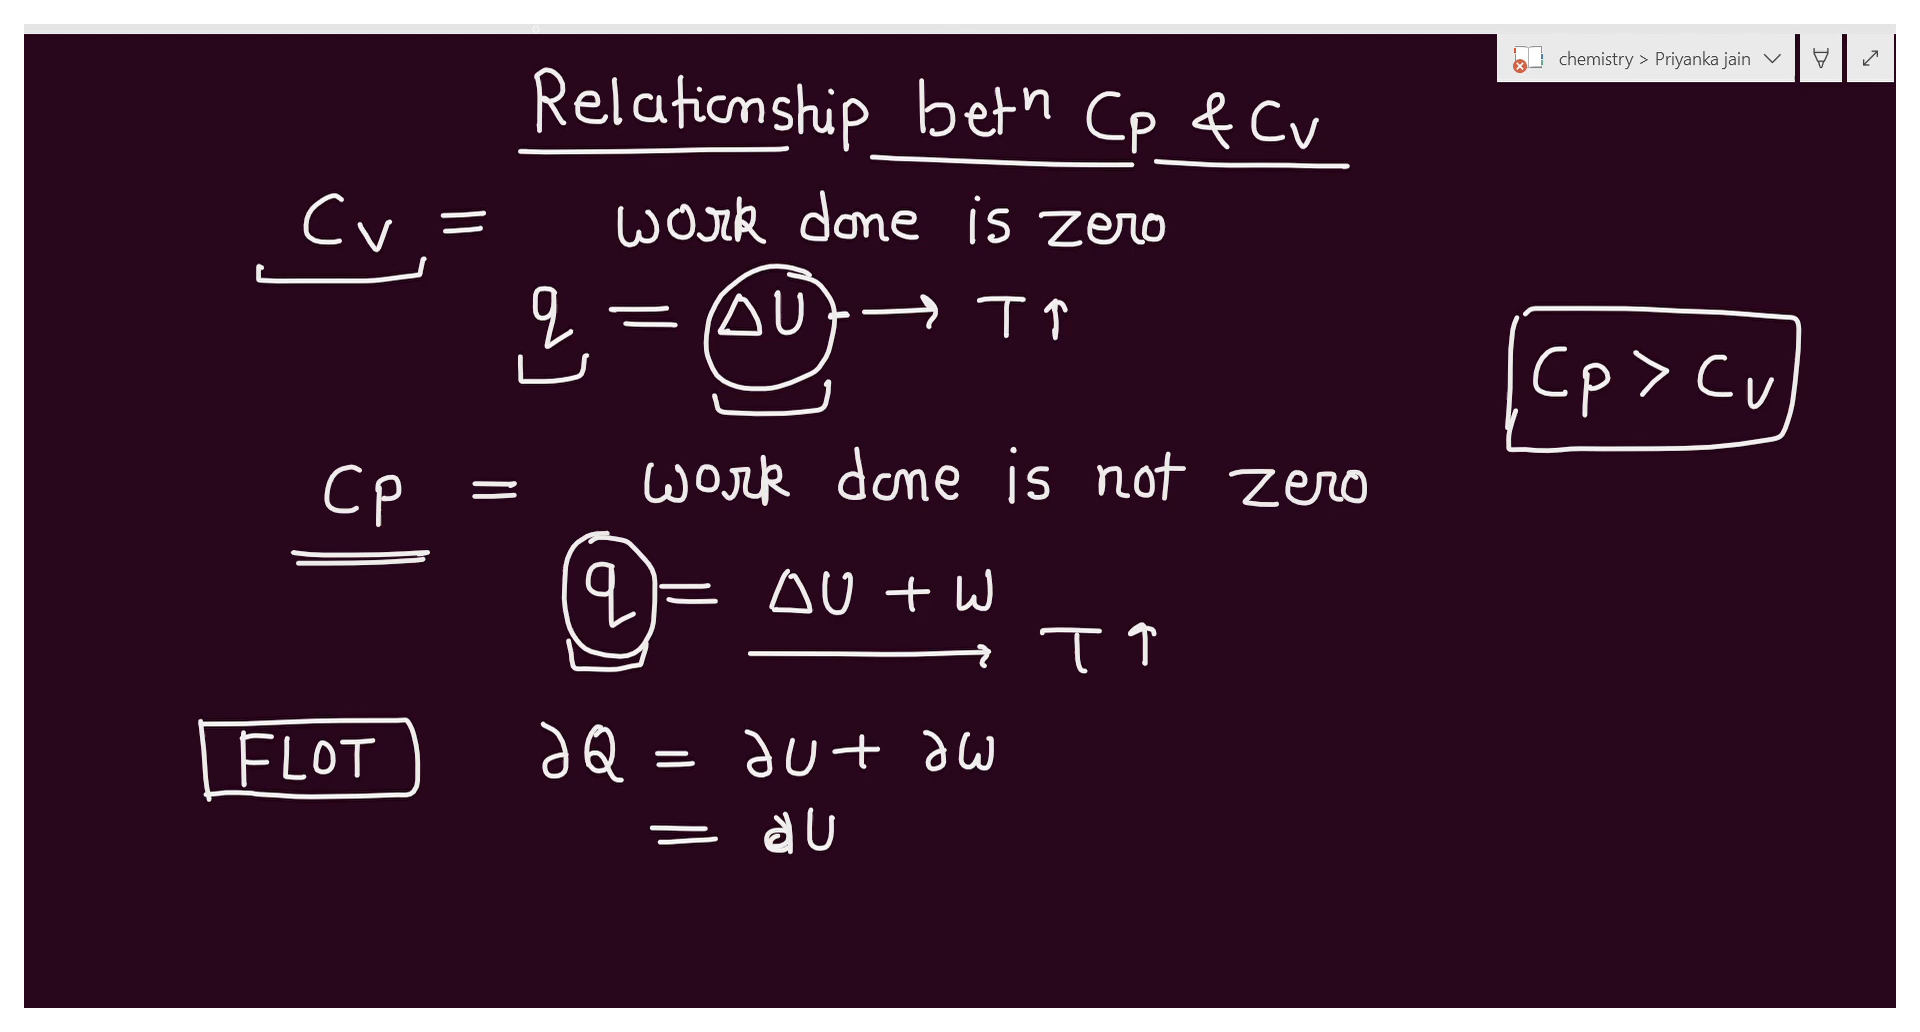 chemistry > Priyanka jain
Relationship betⁿ Cp & Cv
Cv = work done is zero
q = ΔU → T↑
Cp > Cv
Cp = work done is not zero
q = ΔU + W
T↑
FLOT ∂Q = ∂U + ∂W
= ∂U